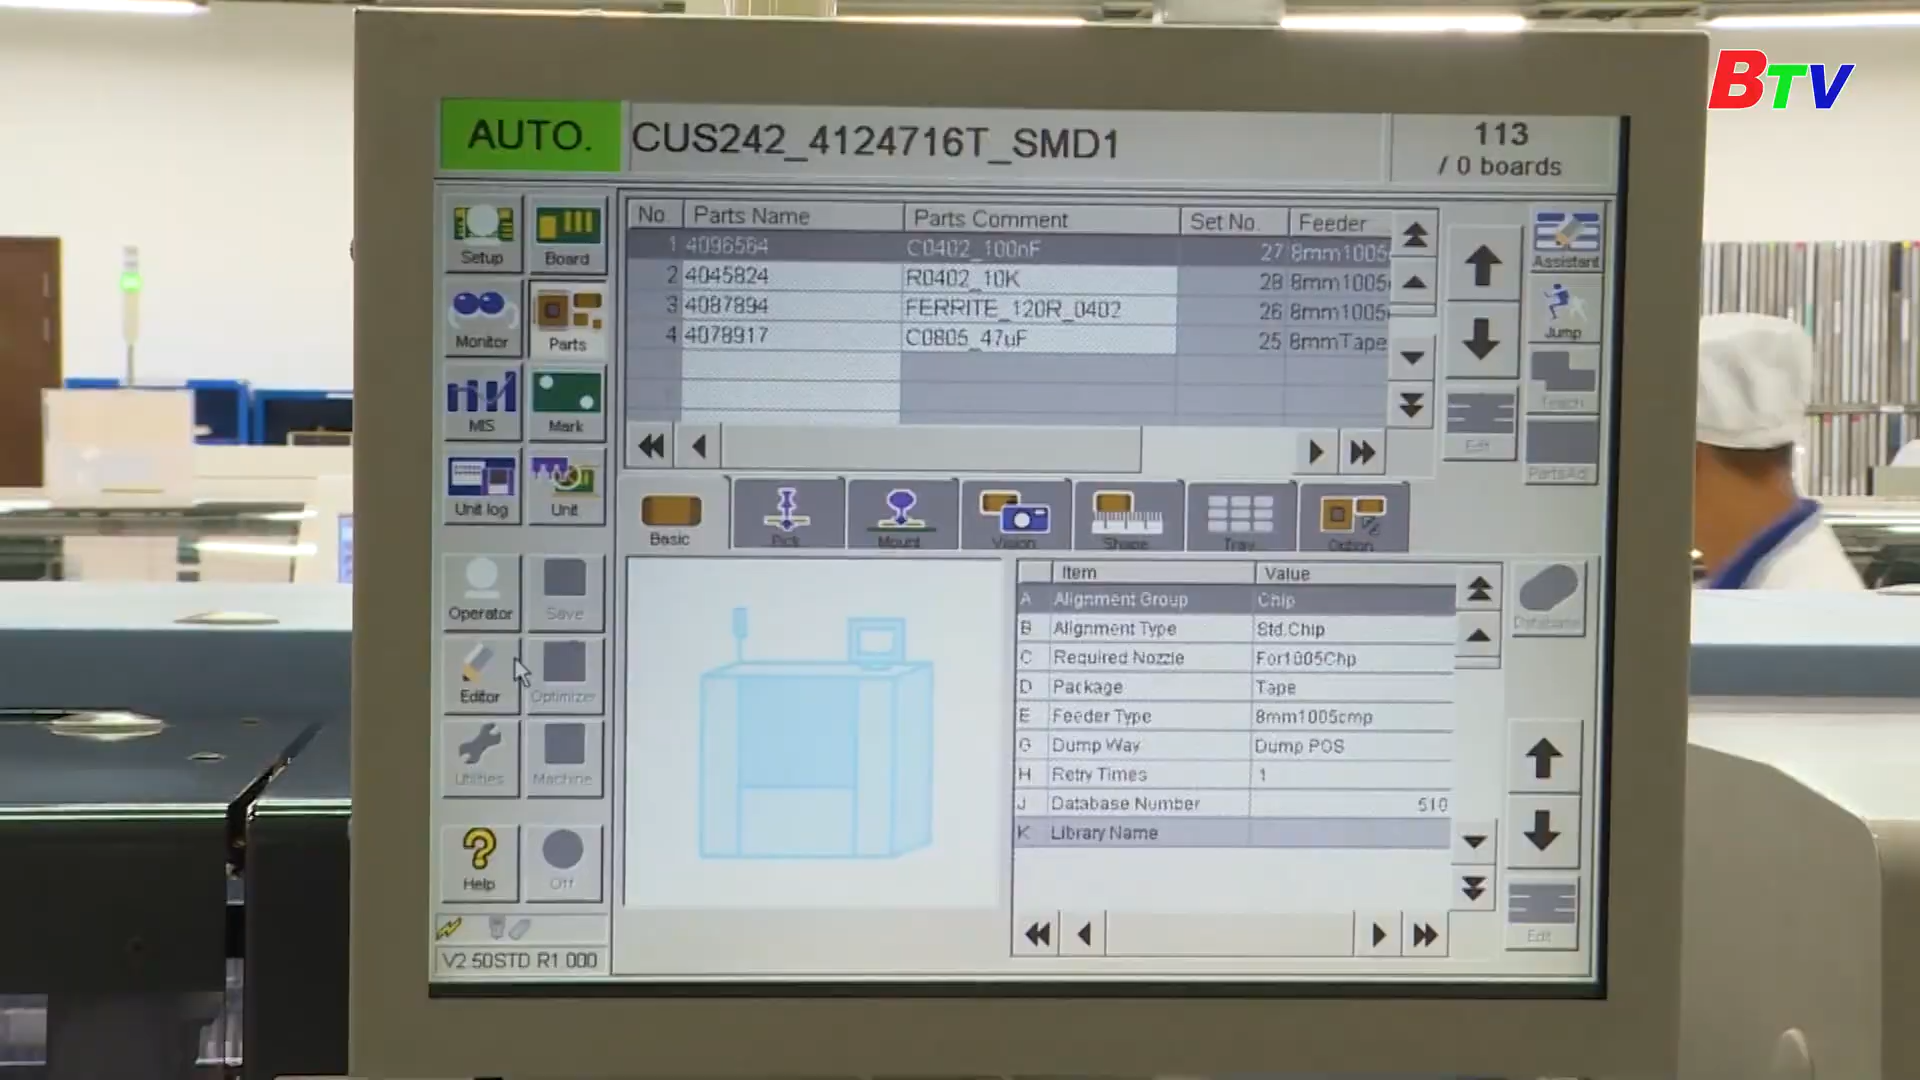 BTV
AUTO.
CUS242_4124716T_SMD1
113
/ 0 boards
No. Parts Name Parts Comment Set No. Feeder
1 4096564 C0402_100nF 27 8mm1005
2 4045824 R0402_10K 28 8mm1005
3 4087894 FERRITE_120R_0402 26 8mm1005
4 4078917 C0805_47uF 25 8mmTape
Setup Board
Monitor Parts
MIS Mark
Unit log Unit
Operator Save
Editor Optimizer
Utilities Machine
Help Off
V2.50STD R1.000
Assistant
Jump
Teach
Edit
PartsAdj
Basic Pick Mount Vision Shape Tray Option
Item Value
A Alignment Group Chip
B Alignment Type Std.Chip
C Required Nozzle For1005Chp
D Package Tape
E Feeder Type 8mm1005cmp
G Dump Way Dump POS
H Retry Times 1
J Database Number 510
K Library Name
Database
Edit